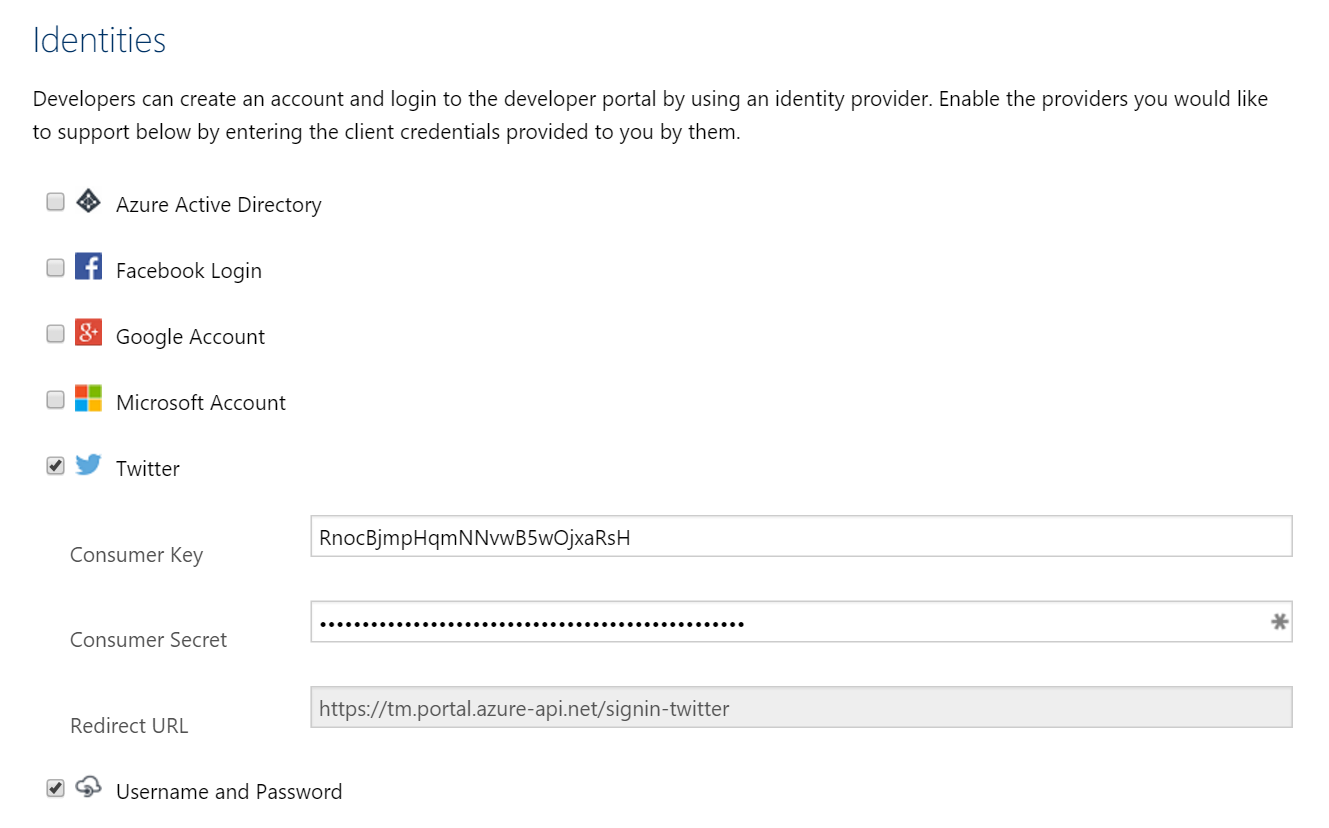 Identities
Developers can create an account and login to the developer portal by using an identity provider. Enable the providers you would like
to support below by entering the client credentials provided to you by them.
Azure Active Directory
Facebook Login
Google Account
Microsoft Account
Twitter
Consumer Key
RnocBjmpHqmNNvwB5wOjxaRsH
Consumer Secret
••••••••••••••••••••••••••••••••••••••••••••••••••
Redirect URL
https://tm.portal.azure-api.net/signin-twitter
Username and Password